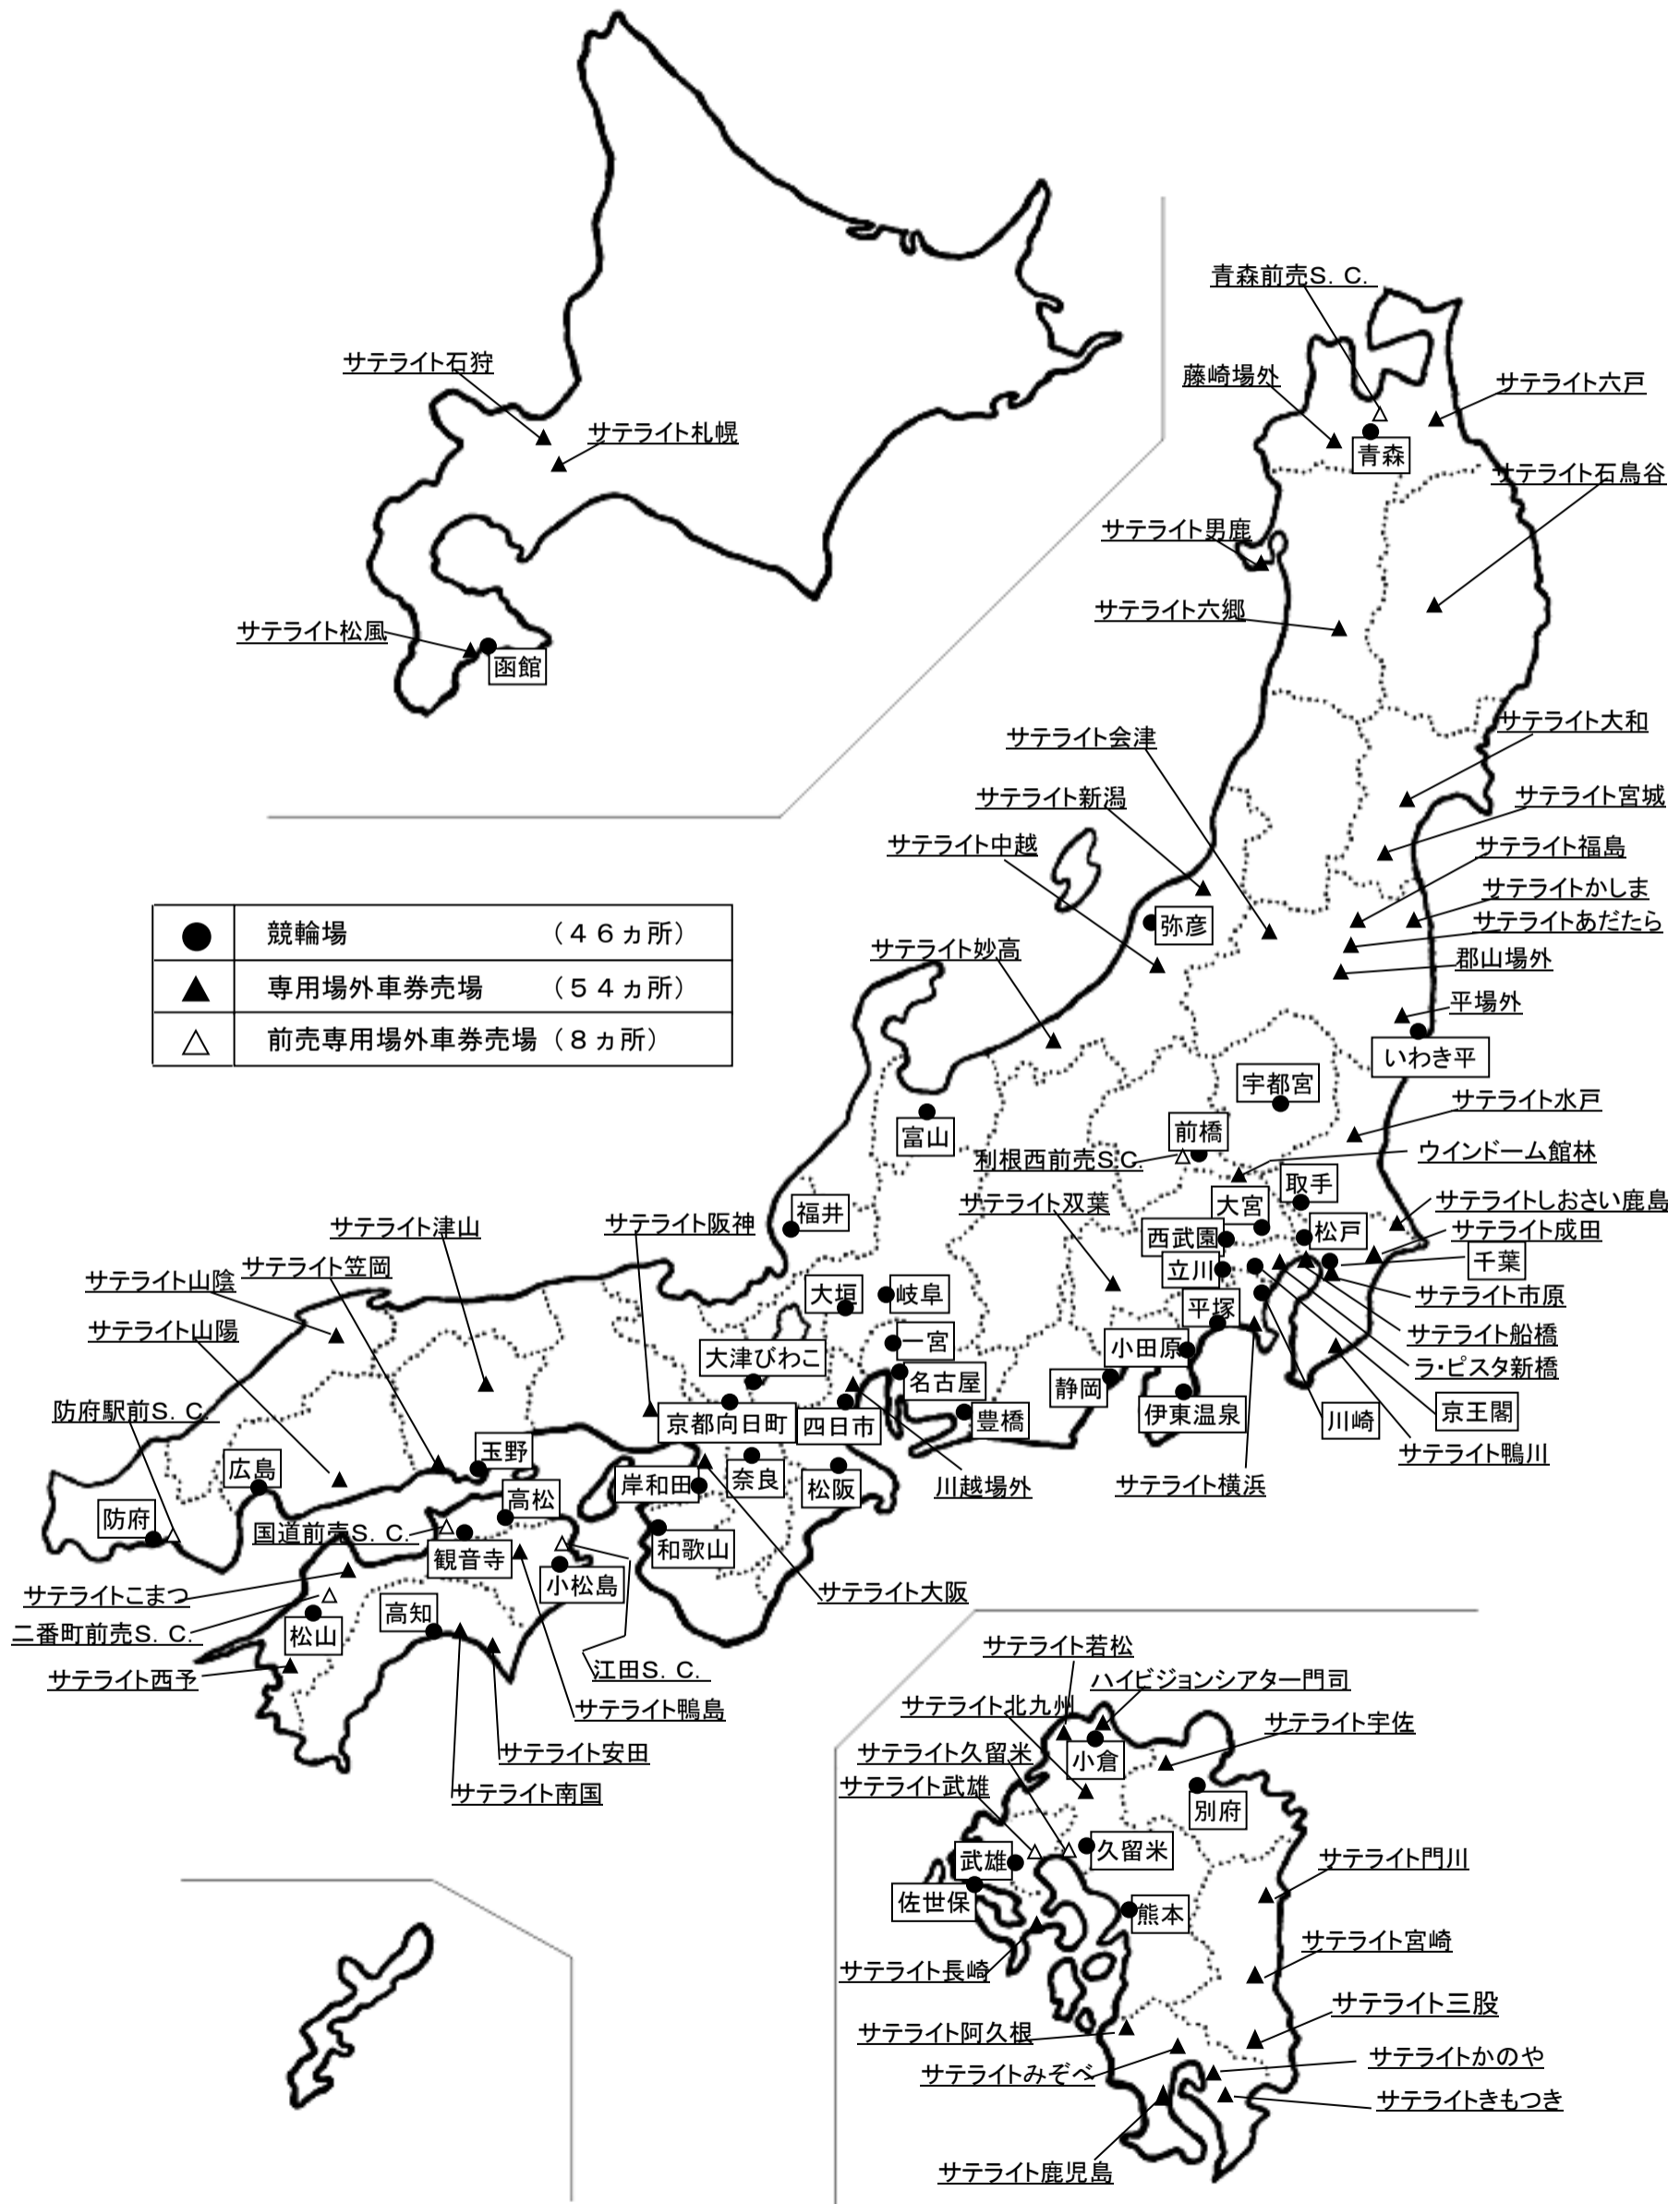 サテライト石狩
サテライト札幌
サテライト松風
函館
青森前売S.C.
藤崎場外
サテライト六戸
青森
サテライト石鳥谷
サテライト男鹿
サテライト六郷
サテライト大和
サテライト会津
サテライト新潟
サテライト宮城
サテライト中越
サテライト福島
サテライトかしま
サテライトあだたら
弥彦
サテライト妙高
郡山場外
平場外
いわき平
競輪場 （４６ヵ所）
専用場外車券売場 （５４ヵ所）
前売専用場外車券売場（８ヵ所）
宇都宮
サテライト水戸
富山
前橋
利根西前売S.C.
ウインドーム館林
取手
サテライト双葉
大宮
サテライトしおさい鹿島
福井
西武園
松戸
サテライト成田
千葉
サテライト阪神
サテライト津山
サテライト笠岡
サテライト山陰
立川
大垣
岐阜
サテライト市原
平塚
サテライト山陽
一宮
サテライト船橋
大津びわこ
小田原
ラ・ピスタ新橋
名古屋
静岡
防府駅前S.C.
京都向日町
四日市
豊橋
伊東温泉
川崎
京王閣
サテライト鴨川
玉野
広島
岸和田
奈良
松阪
川越場外
サテライト横浜
高松
防府
国道前売S.C.
観音寺
和歌山
小松島
サテライト大阪
サテライトこまつ
高知
二番町前売S.C.
松山
サテライト西予
江田S.C.
サテライト鴨島
サテライト安田
サテライト南国
サテライト若松
ハイビジョンシアター門司
サテライト北九州
サテライト宇佐
サテライト久留米
小倉
サテライト武雄
別府
久留米
武雄
サテライト門川
佐世保
熊本
サテライト宮崎
サテライト長崎
サテライト三股
サテライト阿久根
サテライトかのや
サテライトみぞべ
サテライトきもつき
サテライト鹿児島